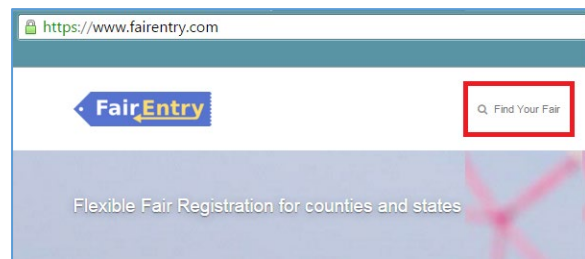 https://www.fairentry.com
FairEntry
Find Your Fair
Flexible Fair Registration for counties and states